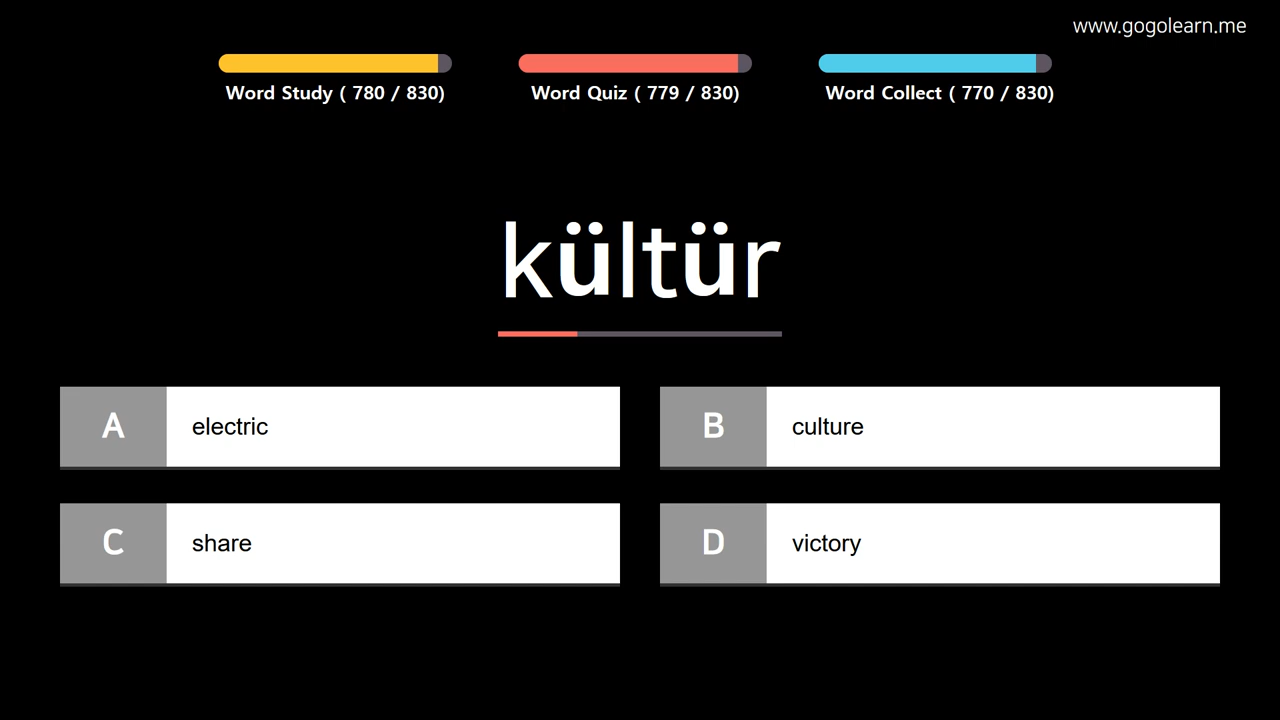 www.gogolearn.me
Word Study ( 780 / 830)
Word Quiz ( 779 / 830)
Word Collect ( 770 / 830)
kültür
A electric
B culture
C share
D victory